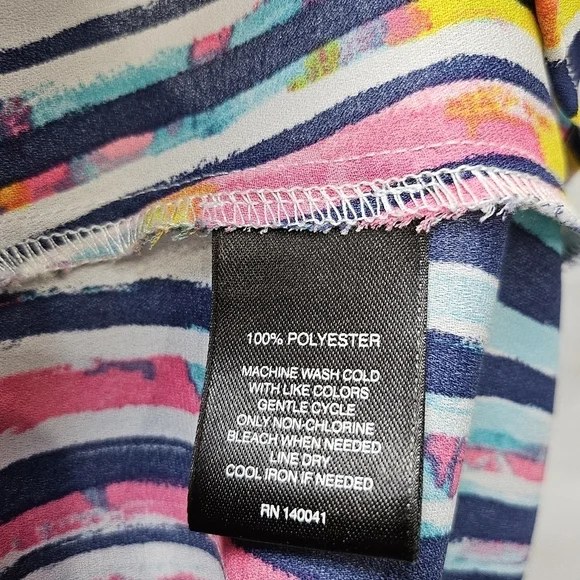 100% POLYESTER
MACHINE WASH COLD
WITH LIKE COLORS
GENTLE CYCLE
ONLY NON-CHLORINE
BLEACH WHEN NEEDED
LINE DRY
COOL IRON IF NEEDED
RN 140041